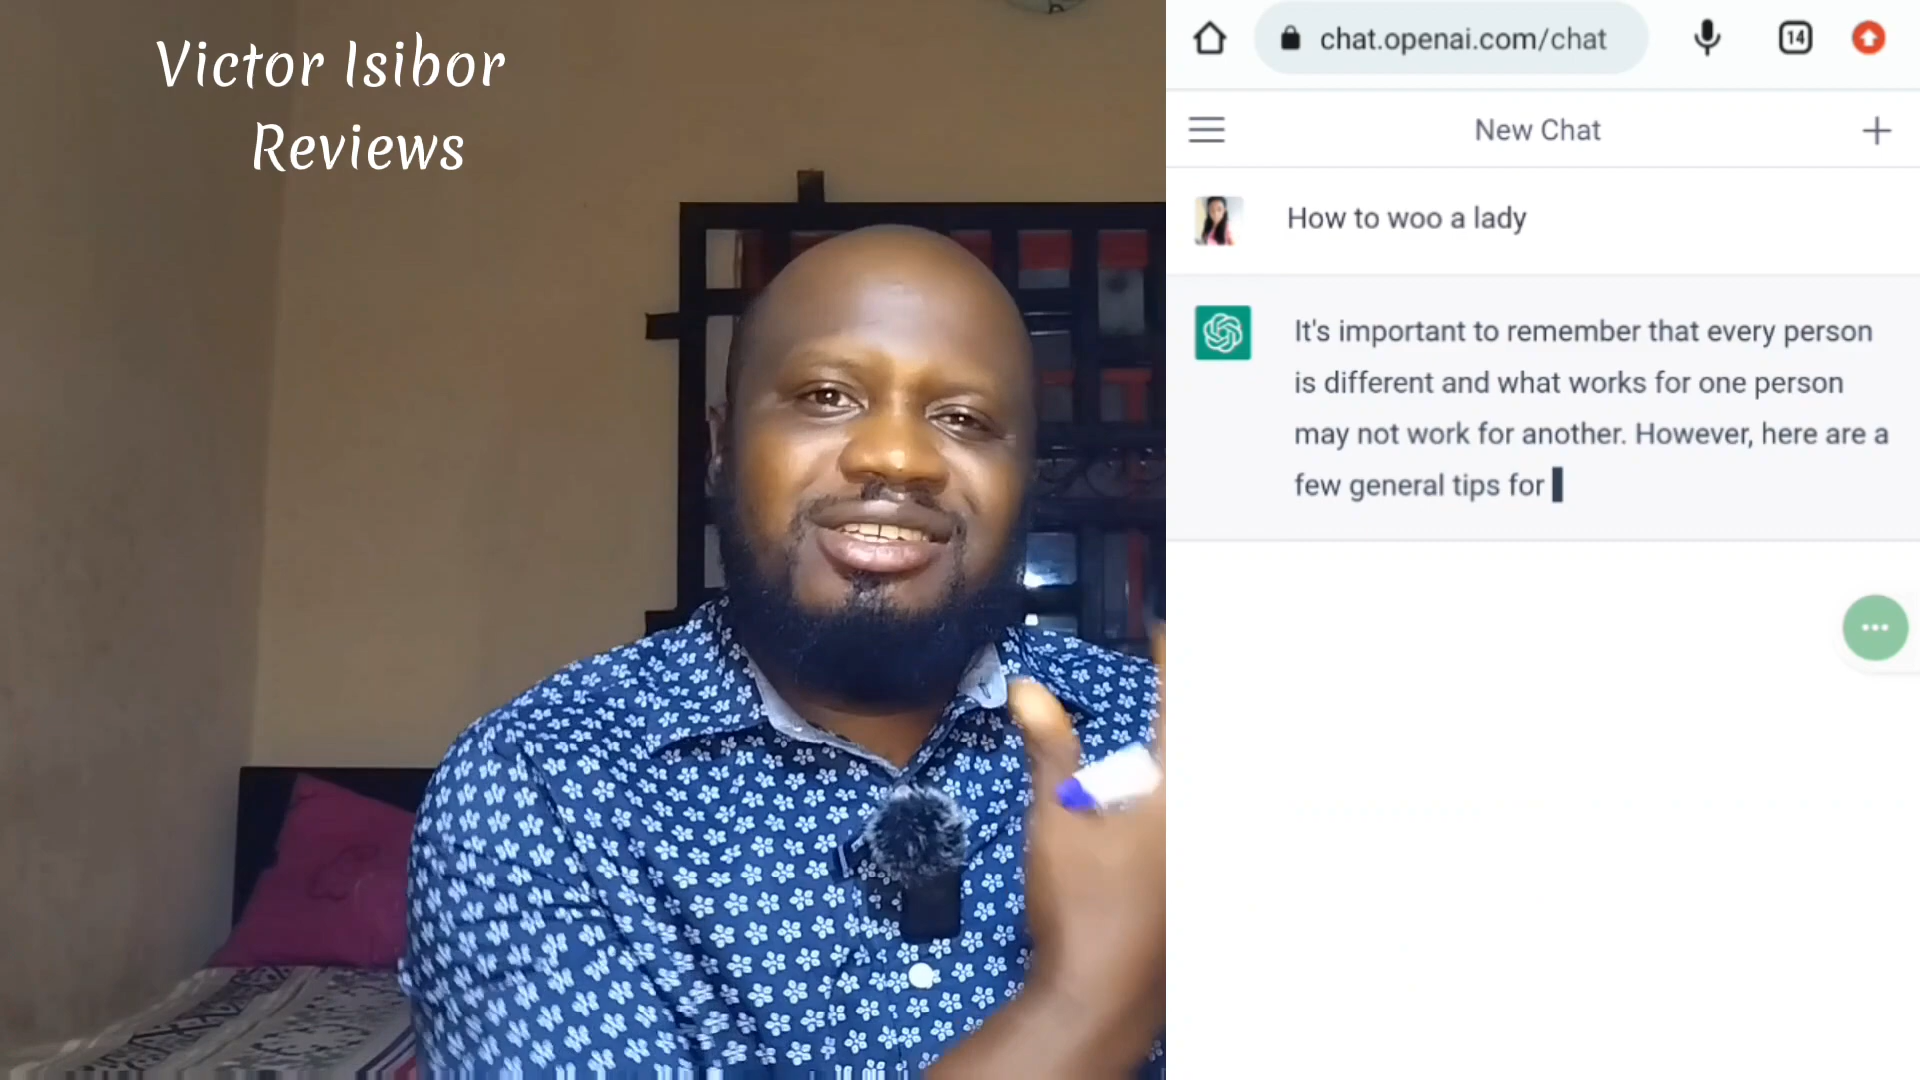 Victor Isibor
Reviews
chat.openai.com/chat
14
New Chat
How to woo a lady
It's important to remember that every person
is different and what works for one person
may not work for another. However, here are a
few general tips for